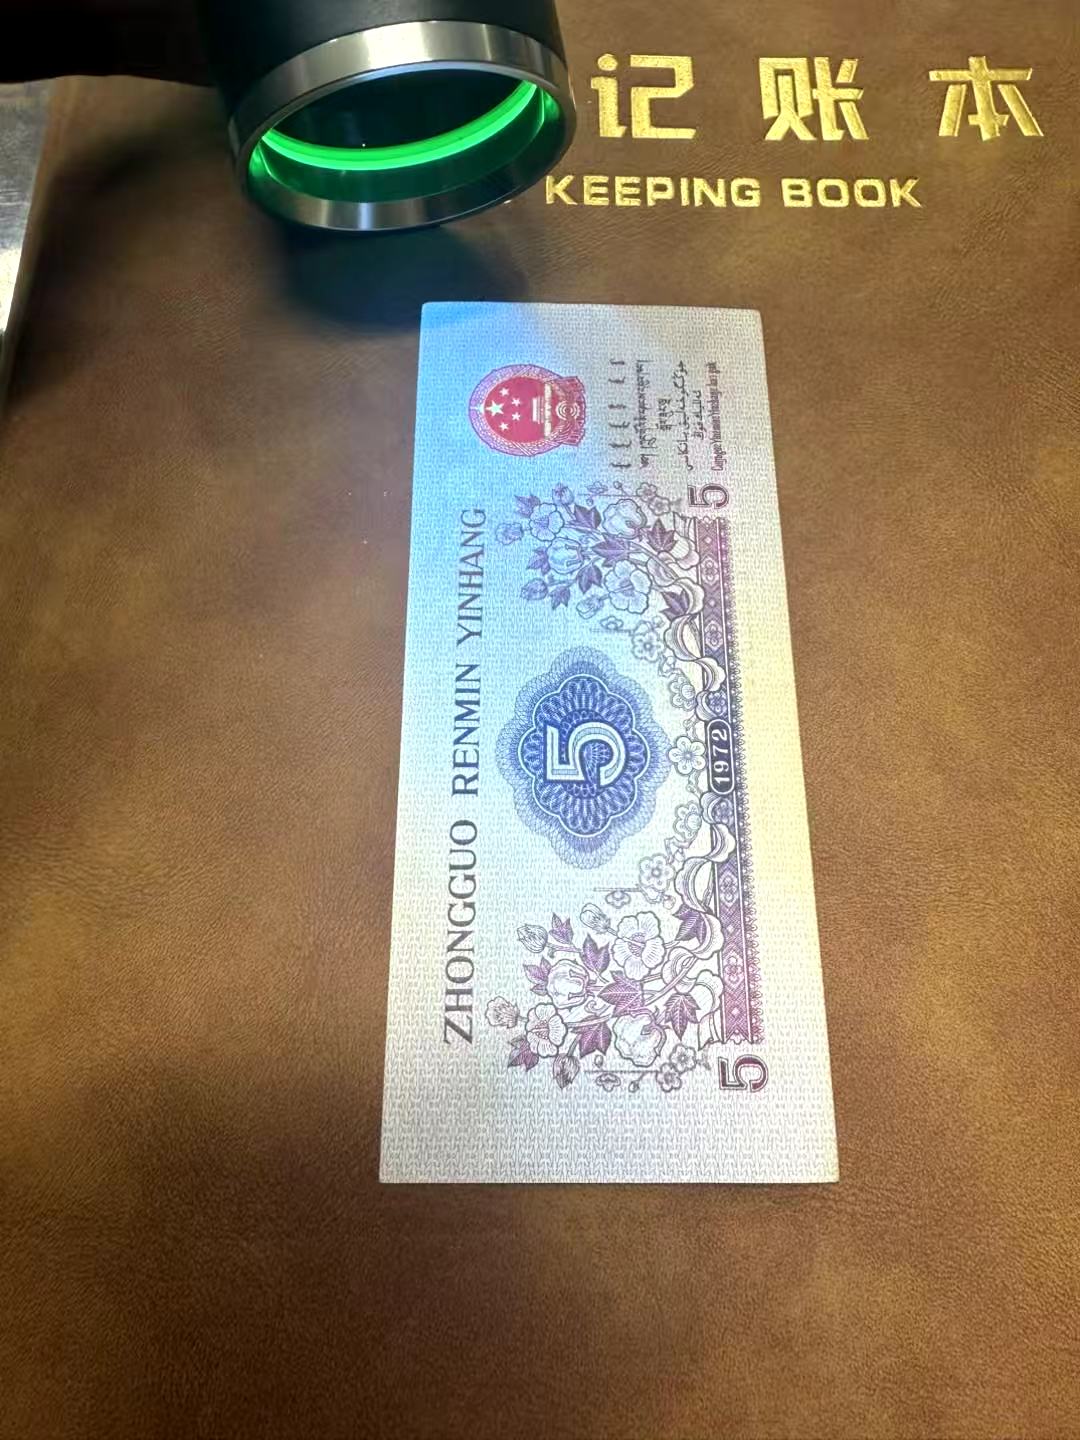 记账本
KEEPING BOOK
ZHONGGUO RENMIN YINHANG
5
5
5
1972